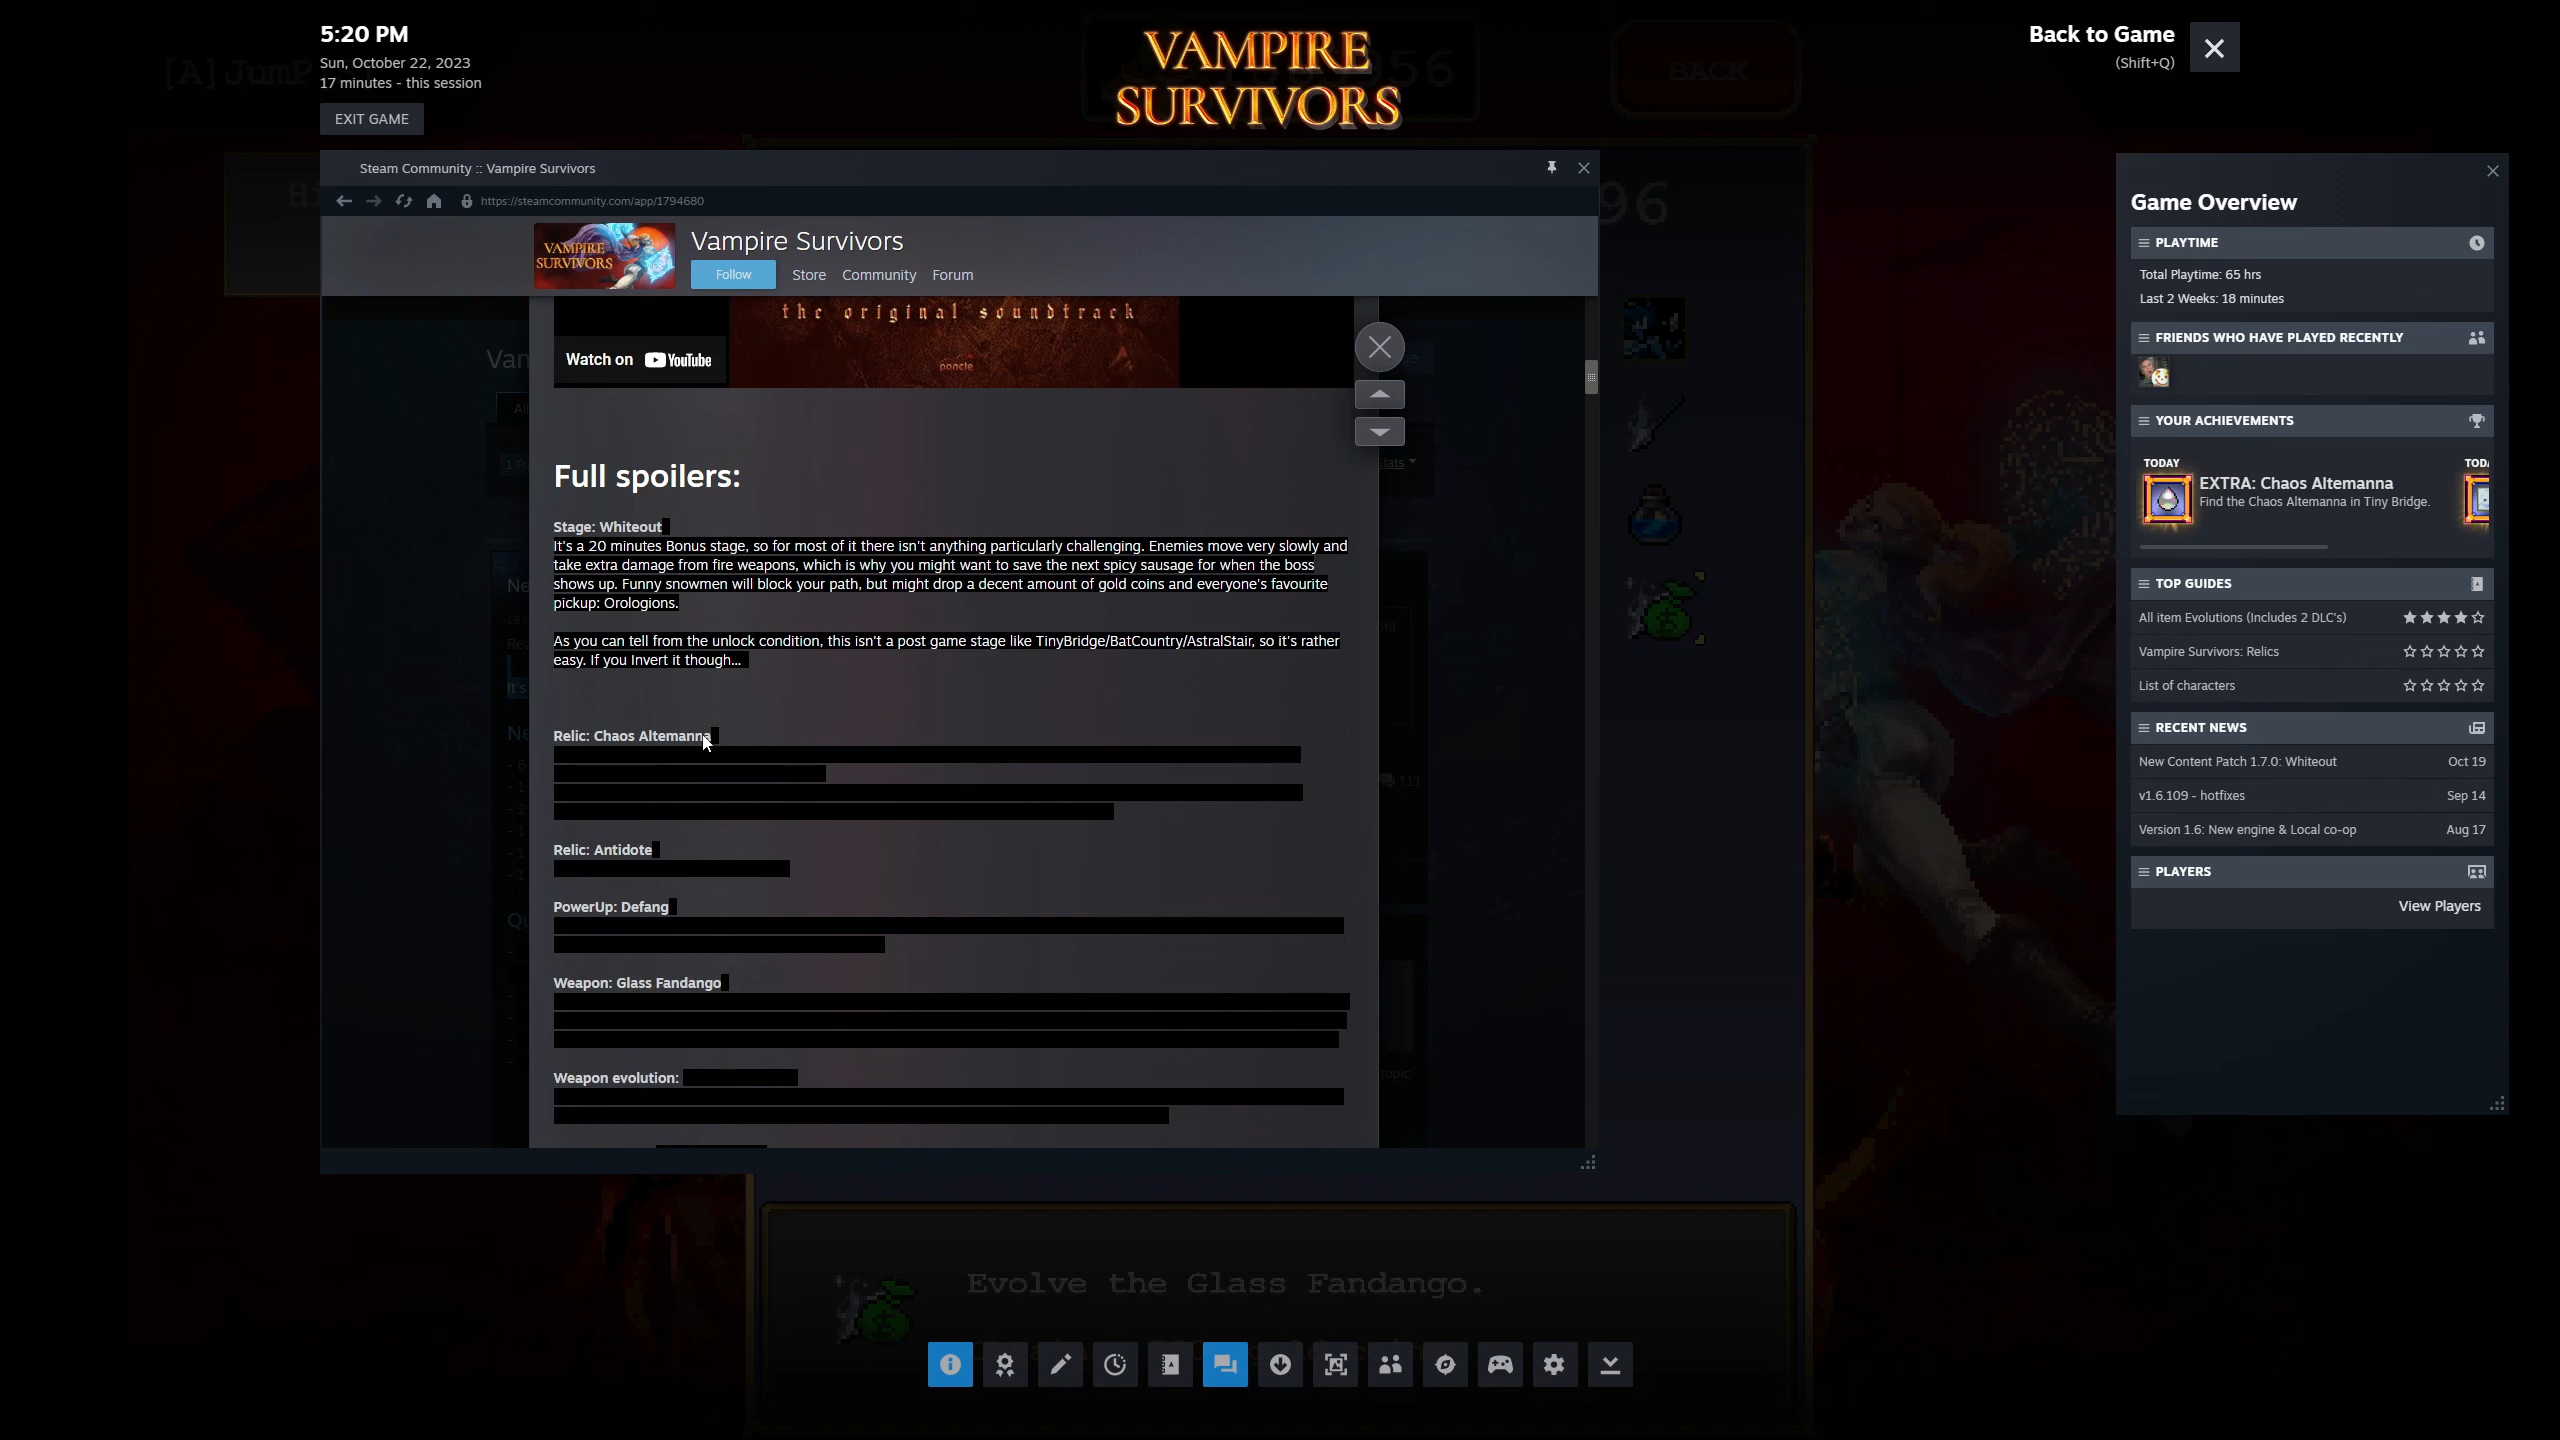 5:20 PM
Sun, October 22, 2023
17 minutes - this session
EXIT GAME
[A]Jump
VAMPIRE
SURVIVORS
BACK
Back to Game
(Shift+Q)
Steam Community :: Vampire Survivors
https://steamcommunity.com/app/1794680
96
VAMPIRE
SURVIVORS
Vampire Survivors
Follow
Store
Community
Forum
the original soundtrack
Watch on YouTube
poncle
Full spoilers:
Stage: Whiteout
It's a 20 minutes Bonus stage, so for most of it there isn't anything particularly challenging. Enemies move very slowly and
take extra damage from fire weapons, which is why you might want to save the next spicy sausage for when the boss
shows up. Funny snowmen will block your path, but might drop a decent amount of gold coins and everyone's favourite
pickup: Orologions.
As you can tell from the unlock condition, this isn't a post game stage like TinyBridge/BatCountry/AstralStair, so it's rather
easy. If you Invert it though...
Relic: Chaos Altemanna
Relic: Antidote
PowerUp: Defang
Weapon: Glass Fandango
Weapon evolution:
111
Game Overview
PLAYTIME
Total Playtime: 65 hrs
Last 2 Weeks: 18 minutes
FRIENDS WHO HAVE PLAYED RECENTLY
YOUR ACHIEVEMENTS
TODAY
EXTRA: Chaos Altemanna
Find the Chaos Altemanna in Tiny Bridge.
TOP GUIDES
All item Evolutions (Includes 2 DLC's)
Vampire Survivors: Relics
List of characters
RECENT NEWS
New Content Patch 1.7.0: Whiteout Oct 19
v1.6.109 - hotfixes Sep 14
Version 1.6: New engine & Local co-op Aug 17
PLAYERS
View Players
Evolve the Glass Fandango.